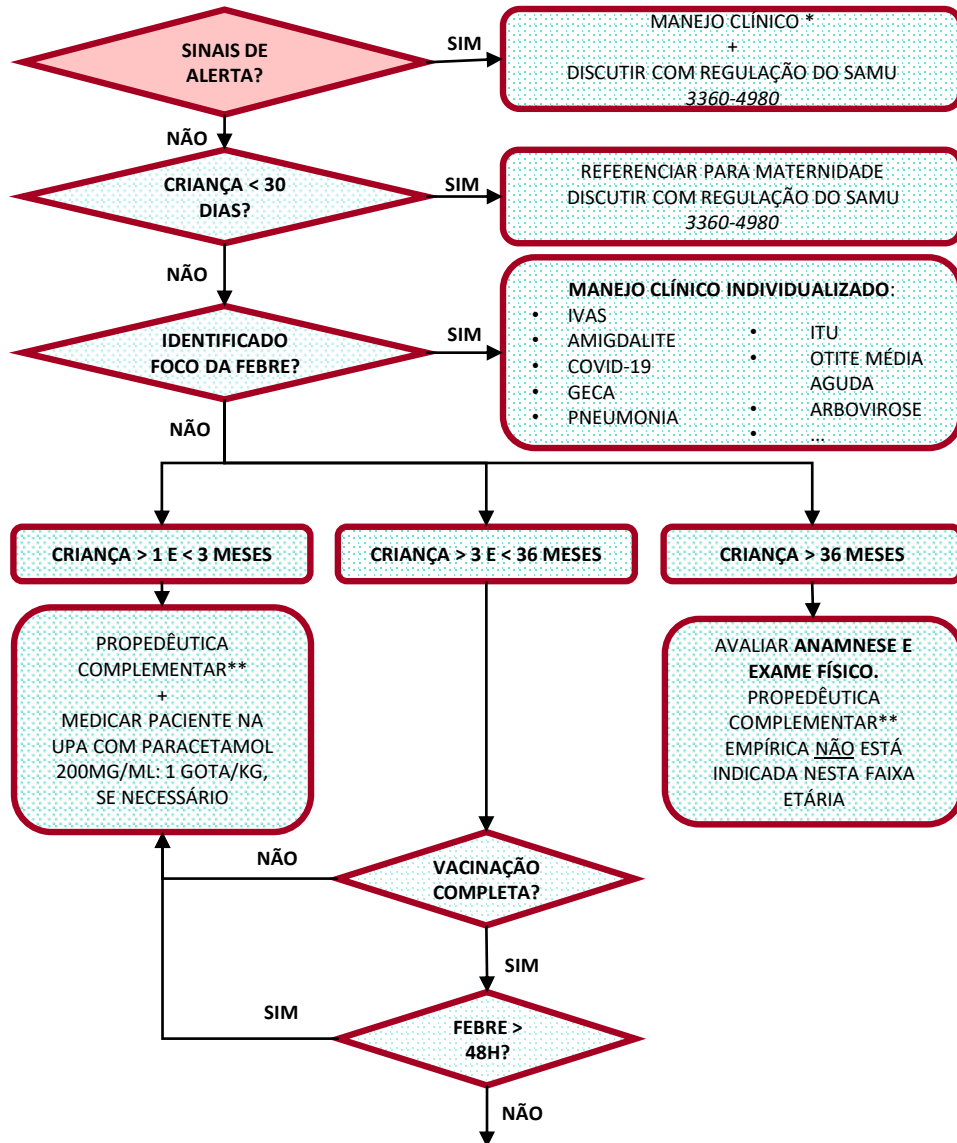 SINAIS DE
ALERTA?
SIM
MANEJO CLÍNICO *
+
DISCUTIR COM REGULAÇÃO DO SAMU
3360-4980
NÃO
CRIANÇA < 30
DIAS?
SIM
REFERENCIAR PARA MATERNIDADE
DISCUTIR COM REGULAÇÃO DO SAMU
3360-4980
NÃO
IDENTIFICADO
FOCO DA FEBRE?
SIM
MANEJO CLÍNICO INDIVIDUALIZADO:
• IVAS
• AMIGDALITE
• COVID-19
• GECA
• PNEUMONIA
• ITU
• OTITE MÉDIA
AGUDA
• ARBOVIROSE
• ...
NÃO
CRIANÇA > 1 E < 3 MESES
CRIANÇA > 3 E < 36 MESES
CRIANÇA > 36 MESES
PROPEDÊUTICA
COMPLEMENTAR**
+
MEDICAR PACIENTE NA
UPA COM PARACETAMOL
200MG/ML: 1 GOTA/KG,
SE NECESSÁRIO
AVALIAR ANAMNESE E
EXAME FÍSICO.
PROPEDÊUTICA
COMPLEMENTAR**
EMPÍRICA NÃO ESTÁ
INDICADA NESTA FAIXA
ETÁRIA
NÃO
VACINAÇÃO
COMPLETA?
SIM
SIM
FEBRE >
48H?
NÃO